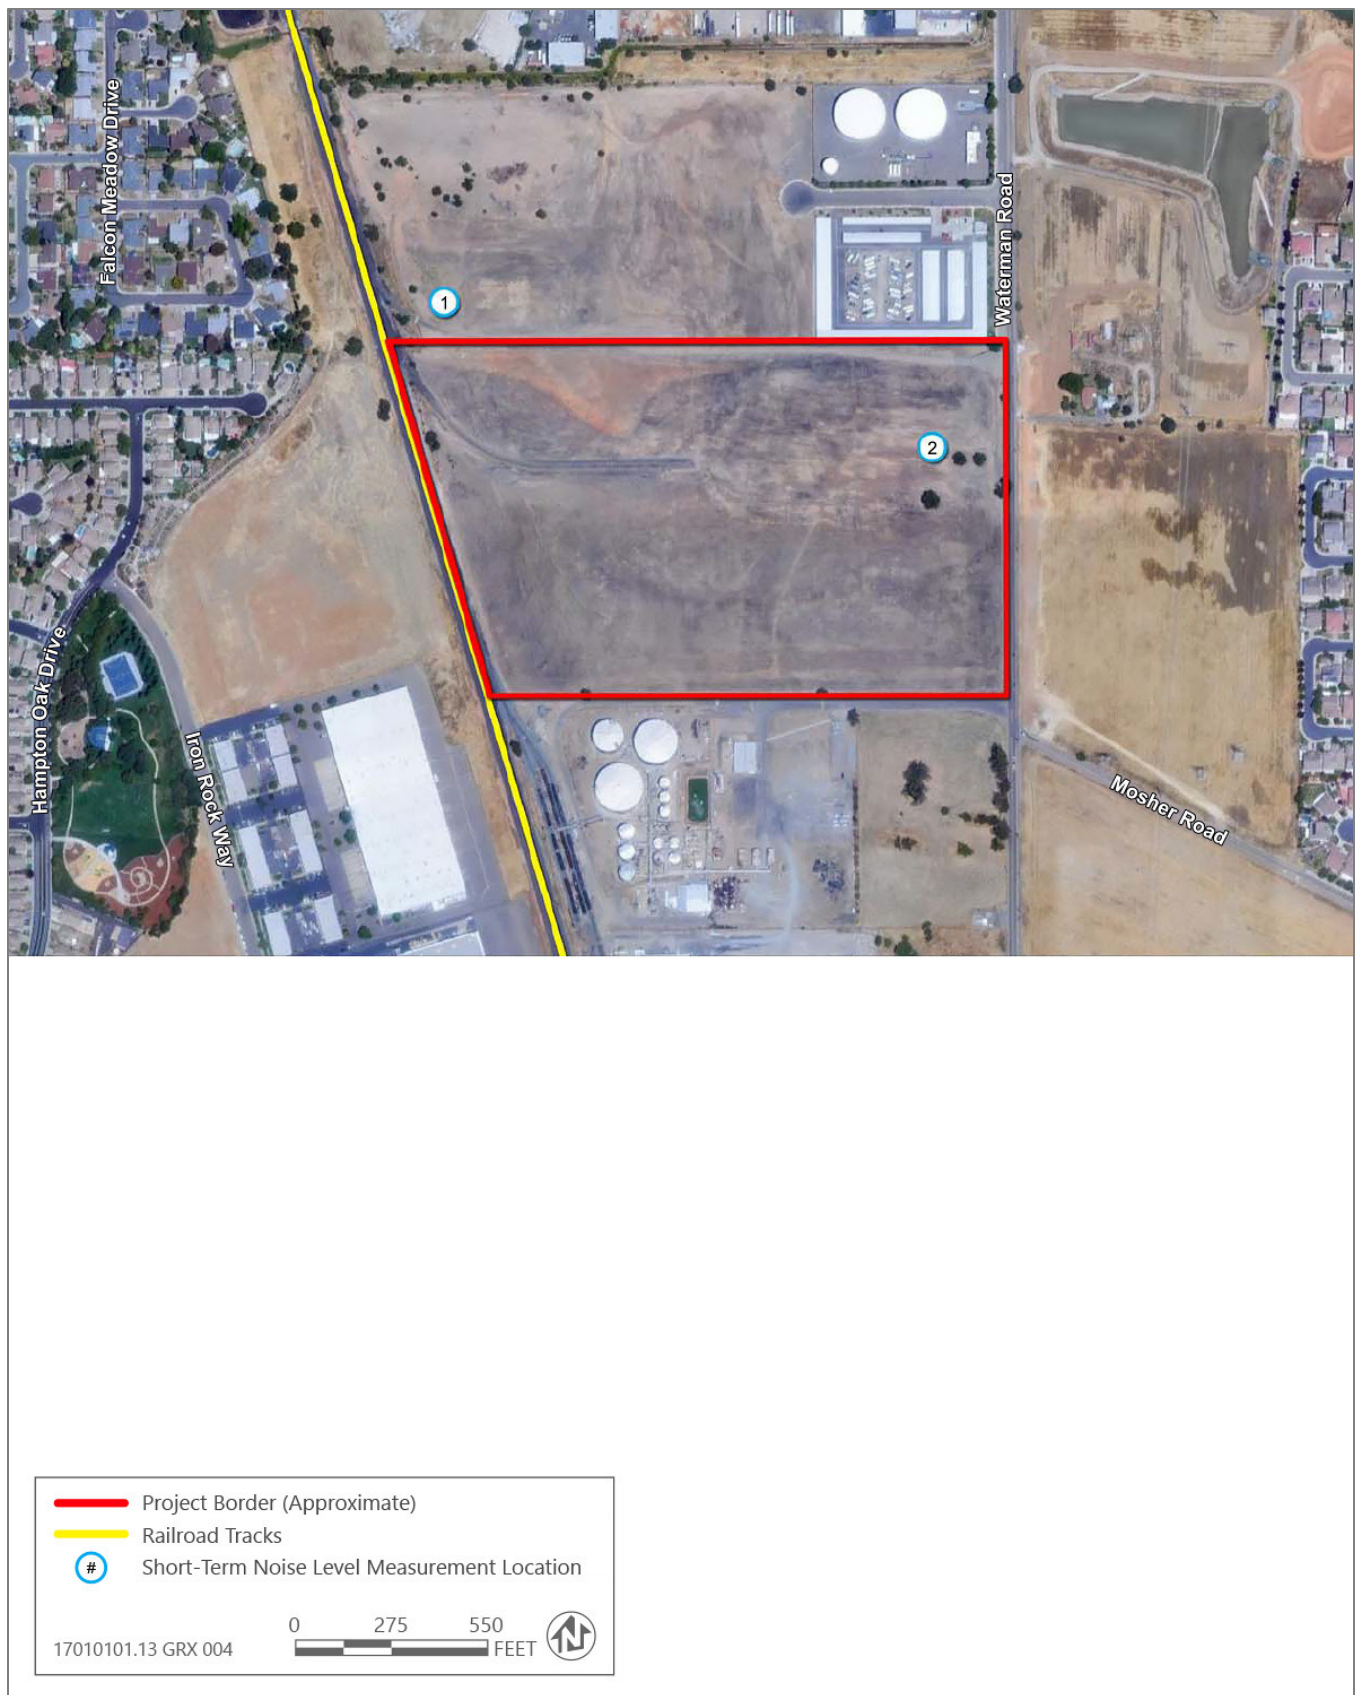 Falcon Meadow Drive
Waterman Road
1
2
Hampton Oak Drive
Iron Rock Way
Mosher Road
Project Border (Approximate)
Railroad Tracks
# Short-Term Noise Level Measurement Location
0 275 550
FEET
N
17010101.13 GRX 004